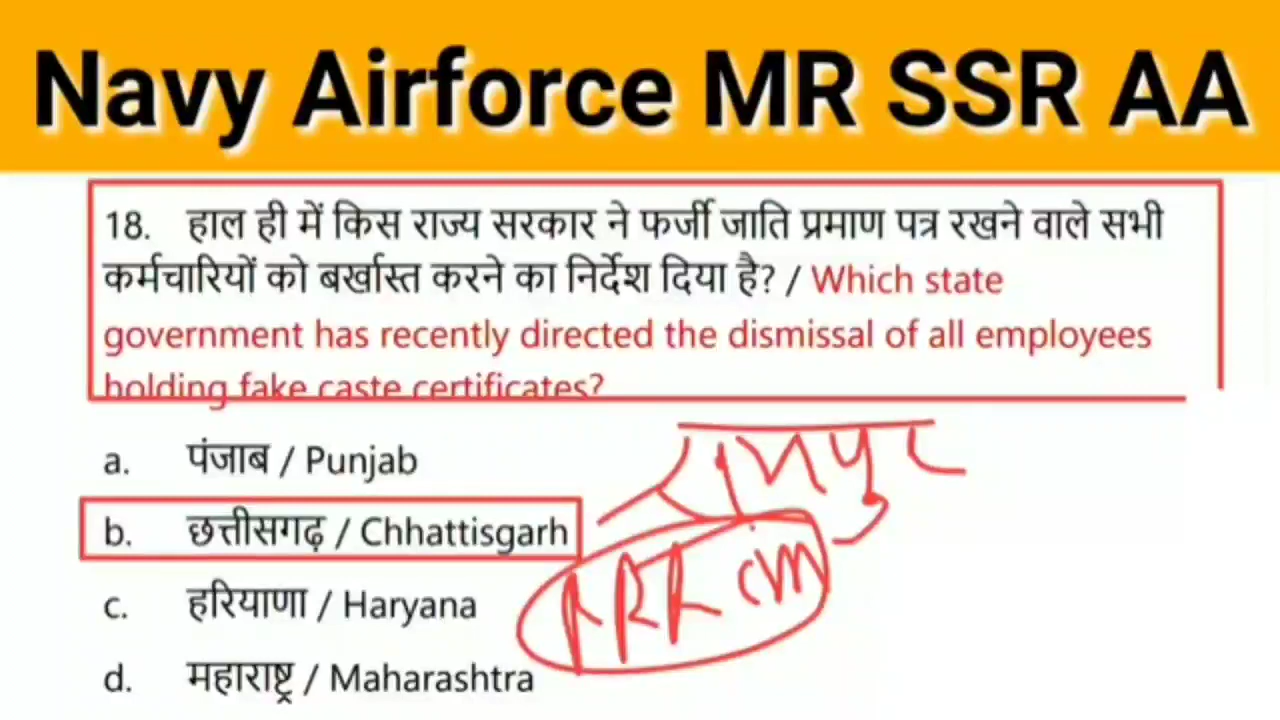 Navy Airforce MR SSR AA
18. हाल ही में किस राज्य सरकार ने फर्जी जाति प्रमाण पत्र रखने वाले सभी
कर्मचारियों को बर्खास्त करने का निर्देश दिया है? / Which state
government has recently directed the dismissal of all employees
holding fake caste certificates?
a. पंजाब / Punjab
b. छत्तीसगढ़ / Chhattisgarh
c. हरियाणा / Haryana
d. महाराष्ट्र / Maharashtra